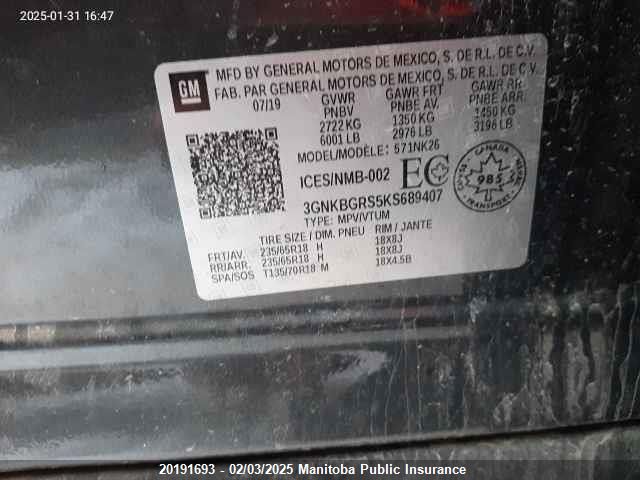 2025-01-31 16:47
GM
MFD BY GENERAL MOTORS DE MEXICO, S. DE R.L. DE C.V.
FAB. PAR GENERAL MOTORS DE MEXICO, S. DE R.L. DE C.V.
07/19 GVWR GAWR FRT GAWR RR
PNBV PNBE AV. PNBE ARR.
2722 KG 1350 KG 1450 KG
6001 LB 2976 LB 3196 LB
MODEL/MODÈLE: 571NK26
ICES/NMB-002 EC
CANADA
985
3GNKBGRS5KS689407
TYPE: MPV/VTUM
TIRE SIZE / DIM. PNEU RIM / JANTE
FRT/AV. 235/65R18 H 18X8J
RR/ARR. 235/65R18 H 18X8J
SPA/SOS T135/70R18 M 18X4.5B
20191693 - 02/03/2025 Manitoba Public Insurance